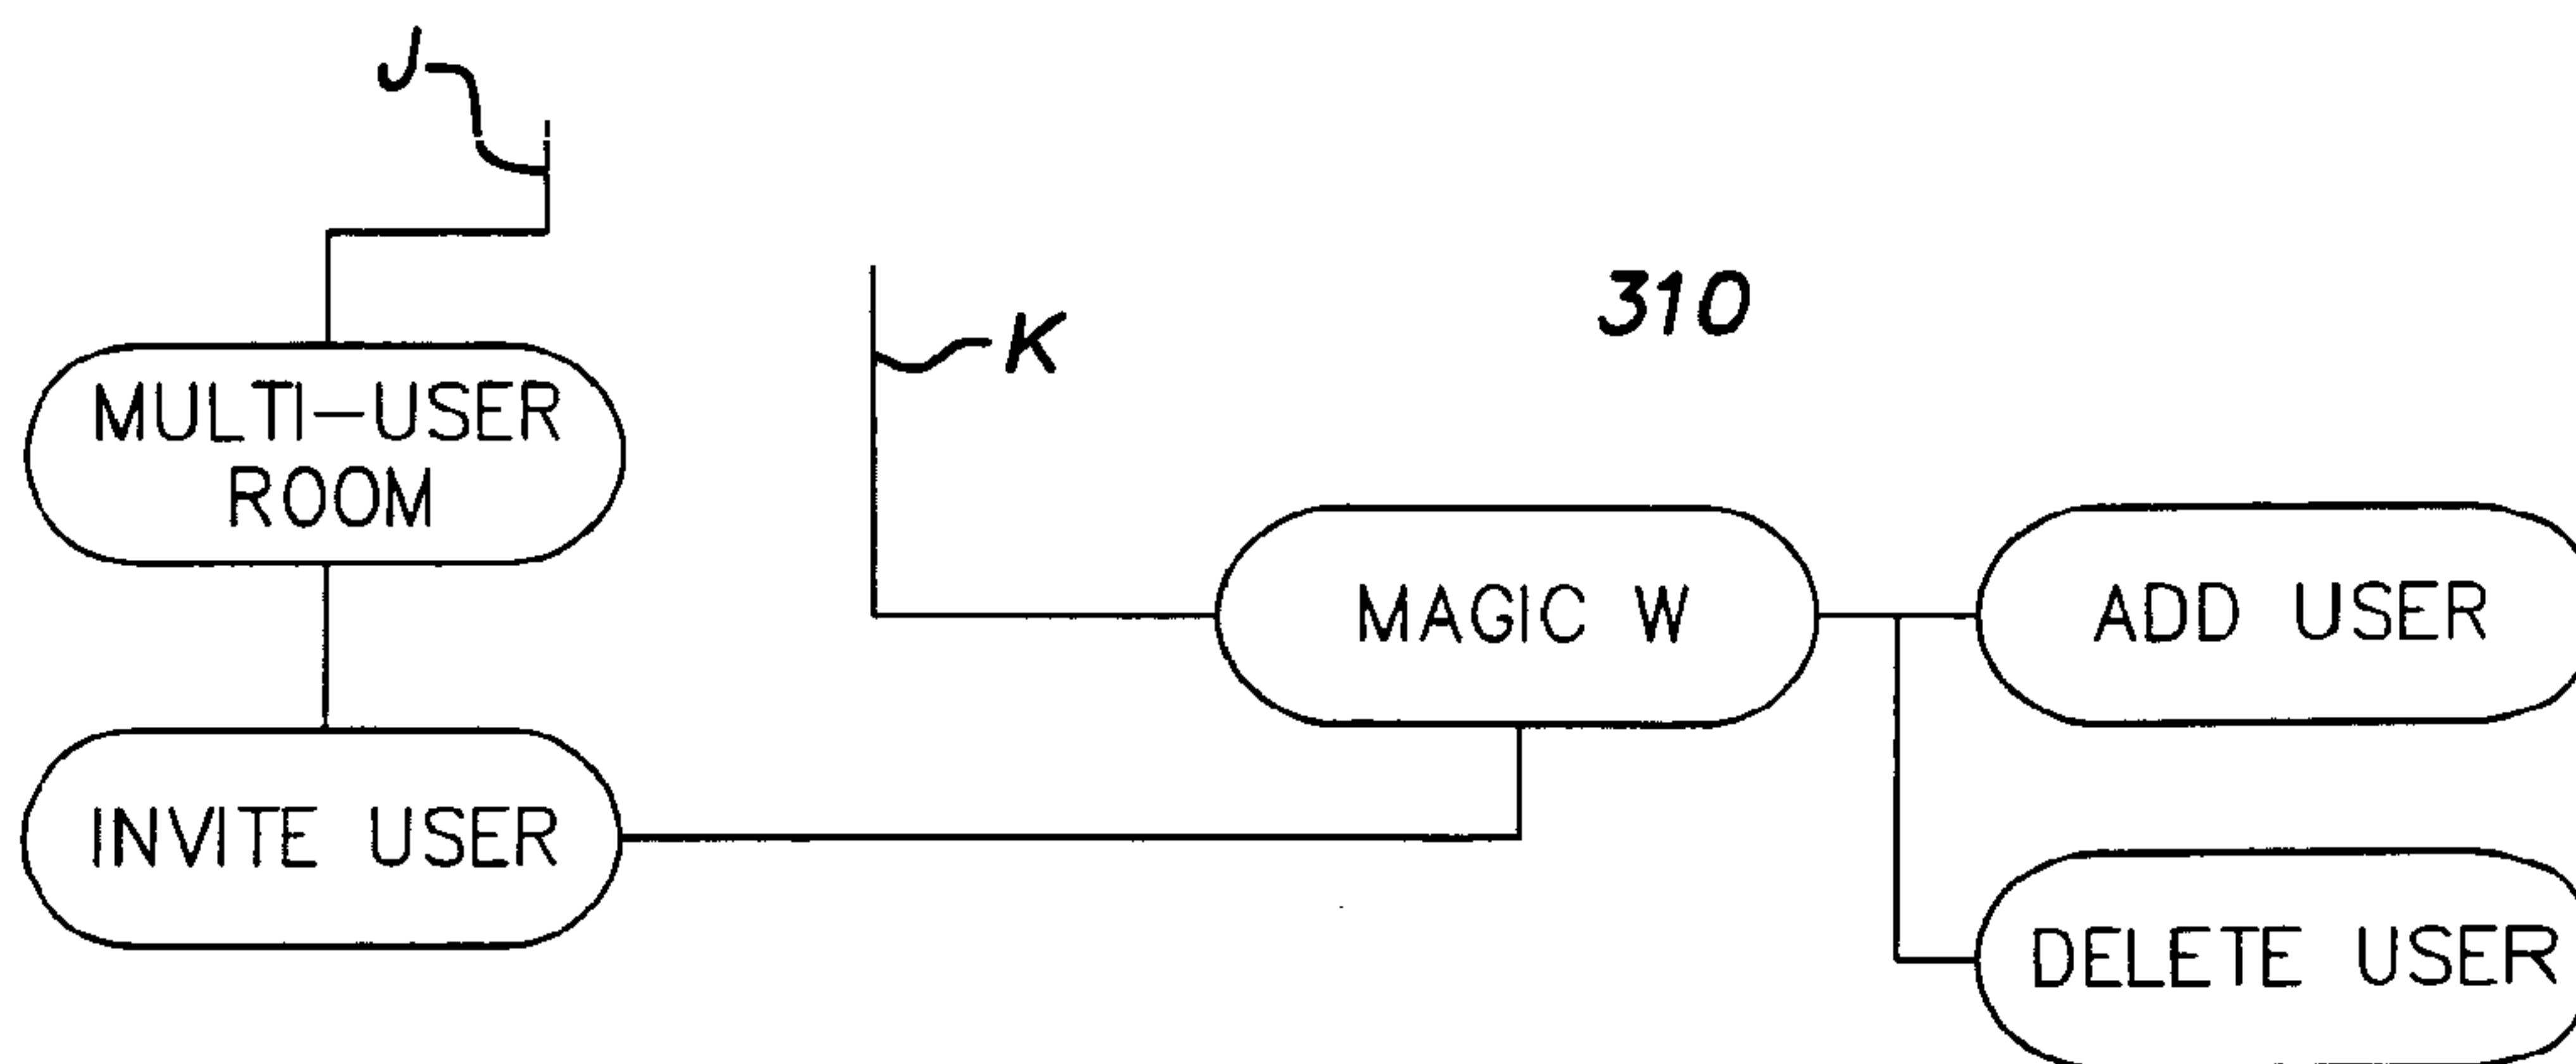 J
K
310
MULTI-USER
ROOM
MAGIC W
ADD USER
INVITE USER
DELETE USER